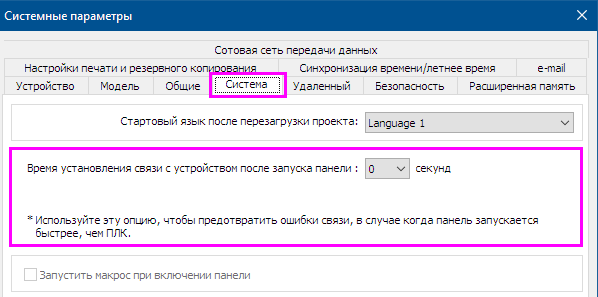 Системные параметры
Сотовая сеть передачи данных
Настройки печати и резервного копирования Синхронизация времени/летнее время e-mail
Устройство Модель Общие Система Удаленный Безопасность Расширенная память
Стартовый язык после перезагрузки проекта: Language 1
Время установления связи с устройством после запуска панели : 0 секунд
* Используйте эту опцию, чтобы предотвратить ошибки связи, в случае когда панель запускается
быстрее, чем ПЛК.
Запустить макрос при включении панели